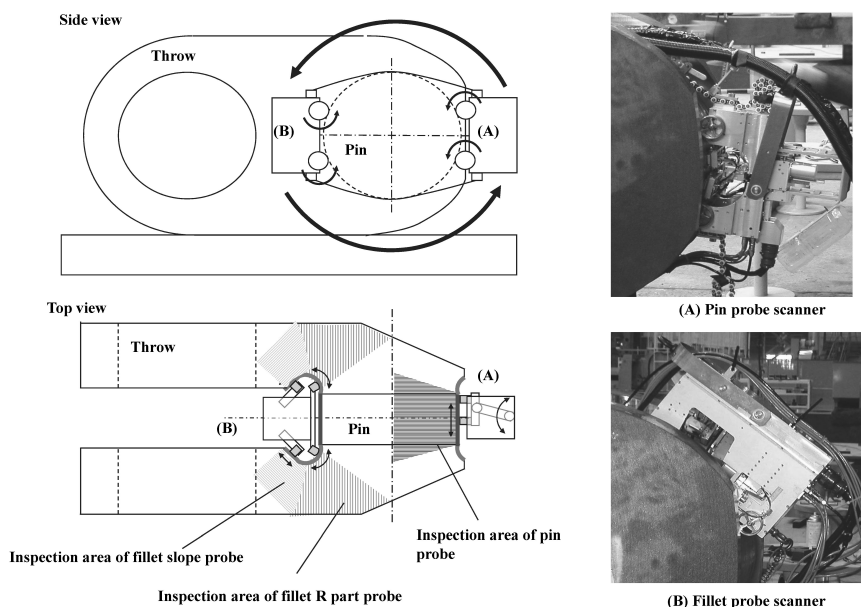 Side view
Throw
(B)
Pin
(A)
(A) Pin probe scanner
Top view
Throw
(A)
(B)
Pin
Inspection area of pin
probe
Inspection area of fillet slope probe
Inspection area of fillet R part probe
(B) Fillet probe scanner